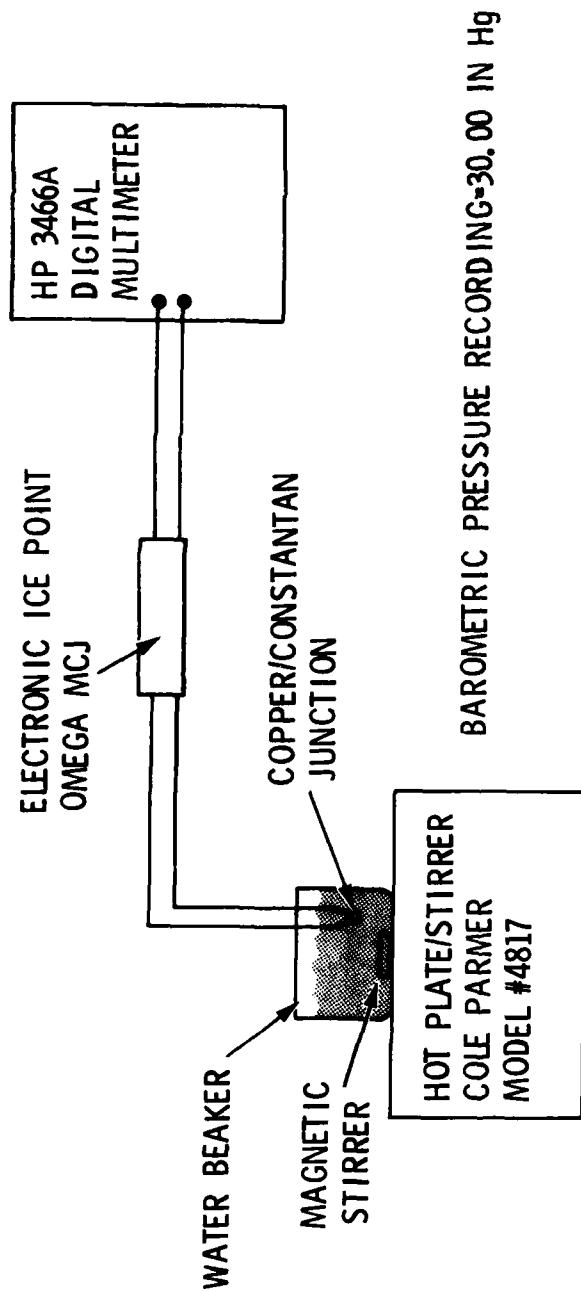 ELECTRONIC ICE POINT
OMEGA MCJ
HP 3466A
DIGITAL
MULTIMETER
WATER BEAKER
COPPER/CONSTANTAN
JUNCTION
MAGNETIC
STIRRER
HOT PLATE/STIRRER
COLE PARMER
MODEL #4817
BAROMETRIC PRESSURE RECORDING=30.00 IN Hg